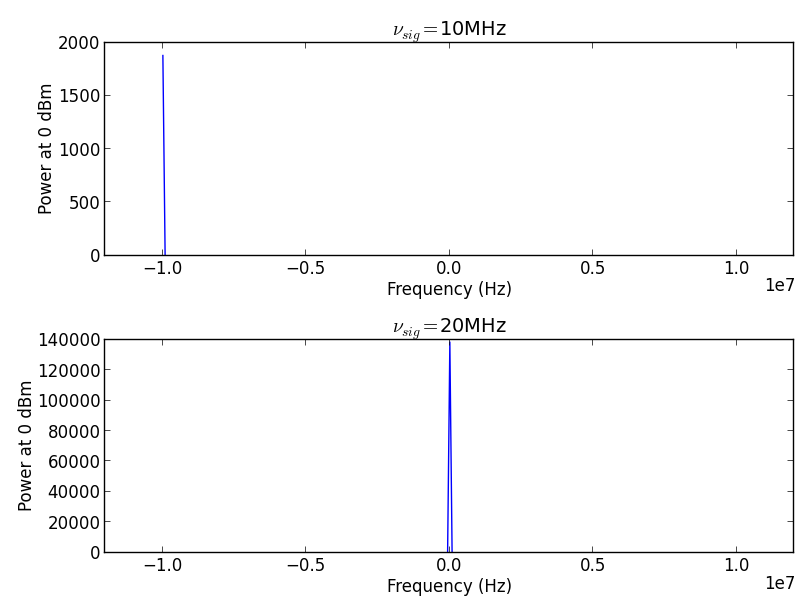 ν_sig=10MHz
2000
1500
1000
500
0
Power at 0 dBm
−1.0 −0.5 0.0 0.5 1.0
1e7
Frequency (Hz)
ν_sig=20MHz
140000
120000
100000
80000
60000
40000
20000
0
Power at 0 dBm
−1.0 −0.5 0.0 0.5 1.0
1e7
Frequency (Hz)